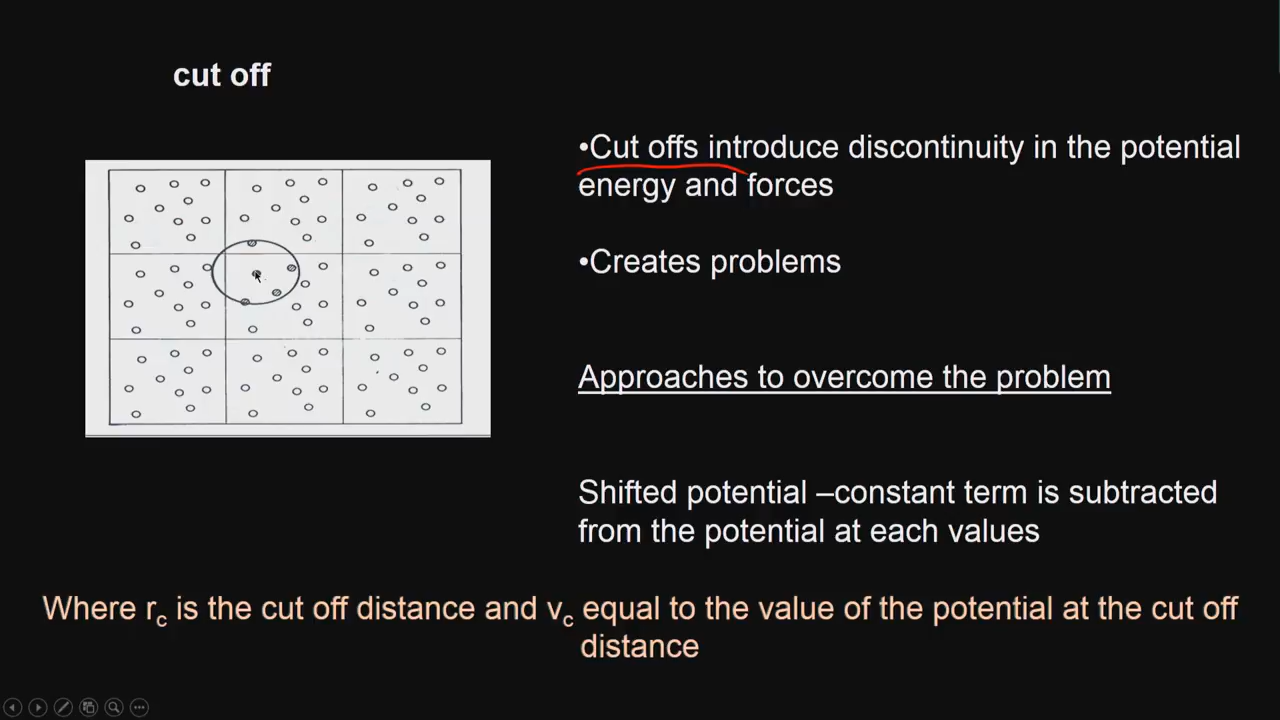 cut off
•Cut offs introduce discontinuity in the potential
energy and forces
•Creates problems
Approaches to overcome the problem
Shifted potential –constant term is subtracted
from the potential at each values
Where rc is the cut off distance and vc equal to the value of the potential at the cut off
distance